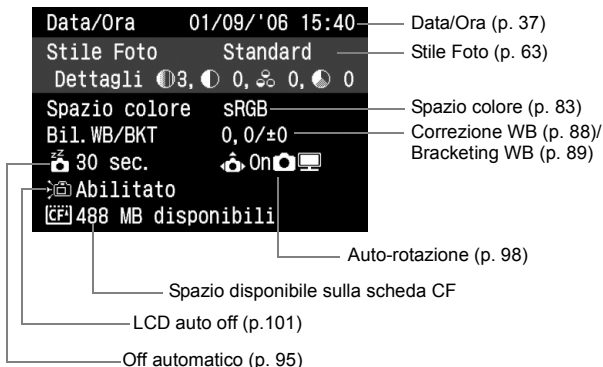 Data/Ora 01/09/'06 15:40
Data/Ora (p. 37)
Stile Foto Standard
Stile Foto (p. 63)
Dettagli 3, 0, 0, 0
Spazio colore sRGB
Spazio colore (p. 83)
Bil.WB/BKT 0,0/±0
Correzione WB (p. 88)/
Bracketing WB (p. 89)
zz 30 sec. On
Abilitato
CF 488 MB disponibili
Auto-rotazione (p. 98)
Spazio disponibile sulla scheda CF
LCD auto off (p.101)
Off automatico (p. 95)